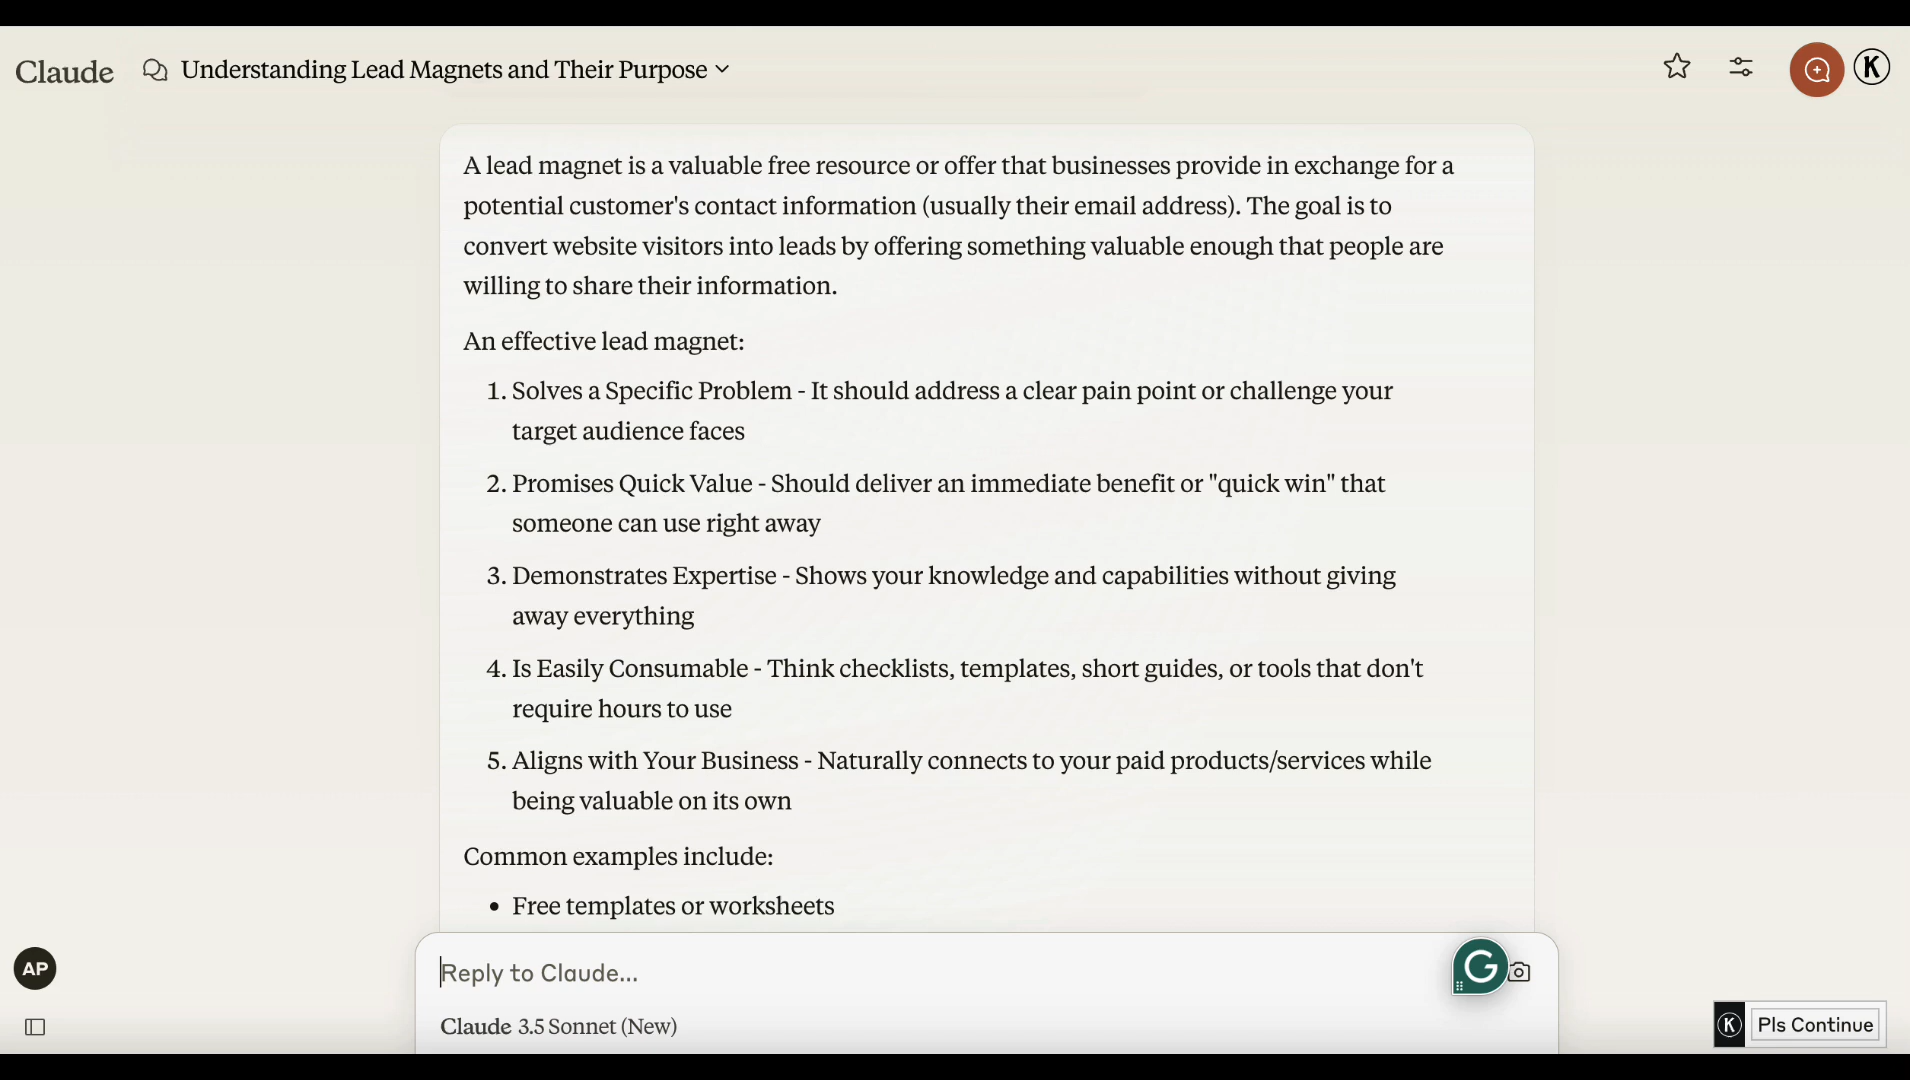 Claude
Understanding Lead Magnets and Their Purpose
K
A lead magnet is a valuable free resource or offer that businesses provide in exchange for a
potential customer's contact information (usually their email address). The goal is to
convert website visitors into leads by offering something valuable enough that people are
willing to share their information.
An effective lead magnet:
1. Solves a Specific Problem - It should address a clear pain point or challenge your
target audience faces
2. Promises Quick Value - Should deliver an immediate benefit or "quick win" that
someone can use right away
3. Demonstrates Expertise - Shows your knowledge and capabilities without giving
away everything
4. Is Easily Consumable - Think checklists, templates, short guides, or tools that don't
require hours to use
5. Aligns with Your Business - Naturally connects to your paid products/services while
being valuable on its own
Common examples include:
• Free templates or worksheets
AP
Reply to Claude...
G
Claude 3.5 Sonnet (New)
K
Pls Continue